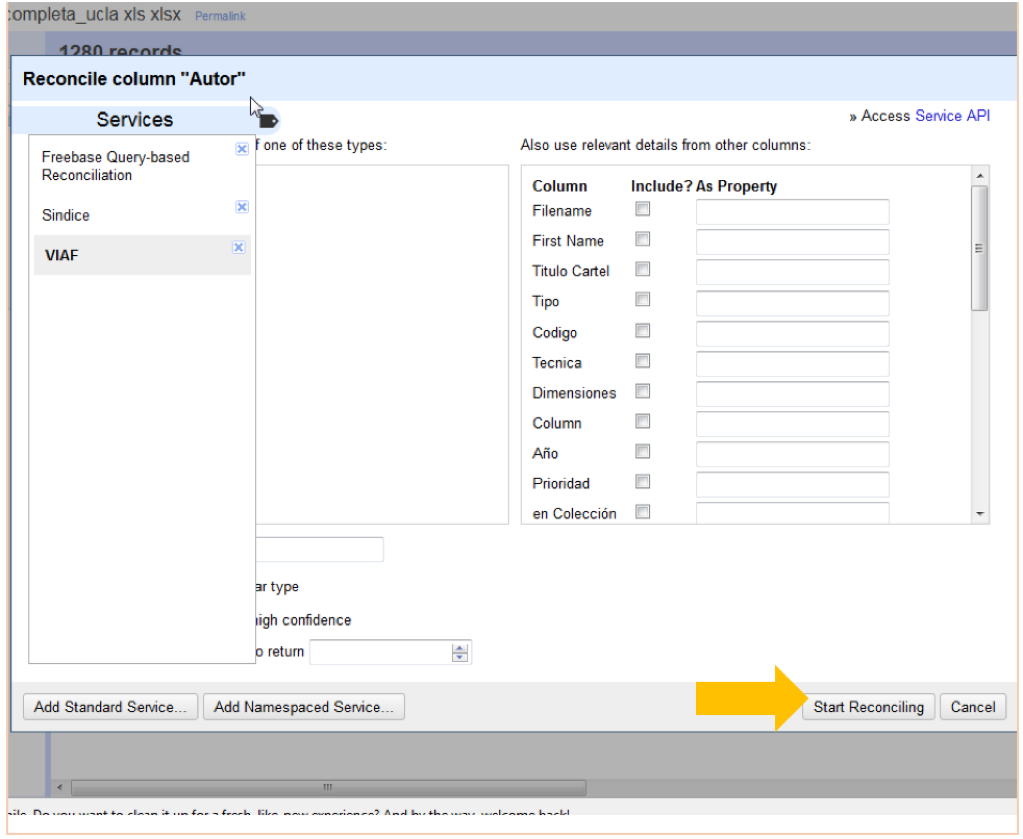 completa_ucla xls xlsx Permalink
1280 records
Reconcile column "Autor"
Services
» Access Service API
Freebase Query-based
Reconciliation
Sindice
VIAF
f one of these types:
Also use relevant details from other columns:
Column Include? As Property
Filename
First Name
Titulo Cartel
Tipo
Codigo
Tecnica
Dimensiones
Column
Año
Prioridad
en Colección
ar type
high confidence
o return
Add Standard Service...
Add Namespaced Service...
Start Reconciling
Cancel
Do you want to clean it up for a fresh, like-new experience? And by the way, welcome back!